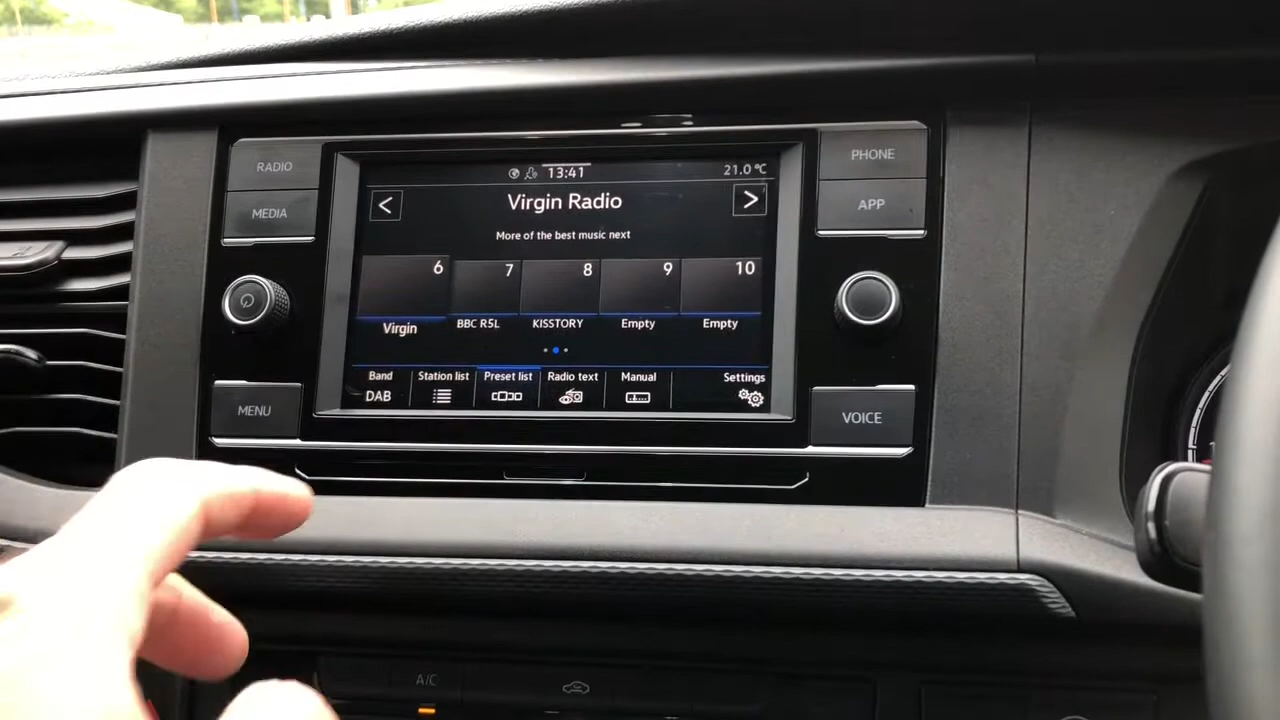 RADIO
MEDIA
MENU
13:41
21.0 °C
<
Virgin Radio
>
More of the best music next
6
7
8
9
10
Virgin
BBC R5L
KISSTORY
Empty
Empty
Band
DAB
Station list
Preset list
Radio text
Manual
Settings
PHONE
APP
VOICE
A/C